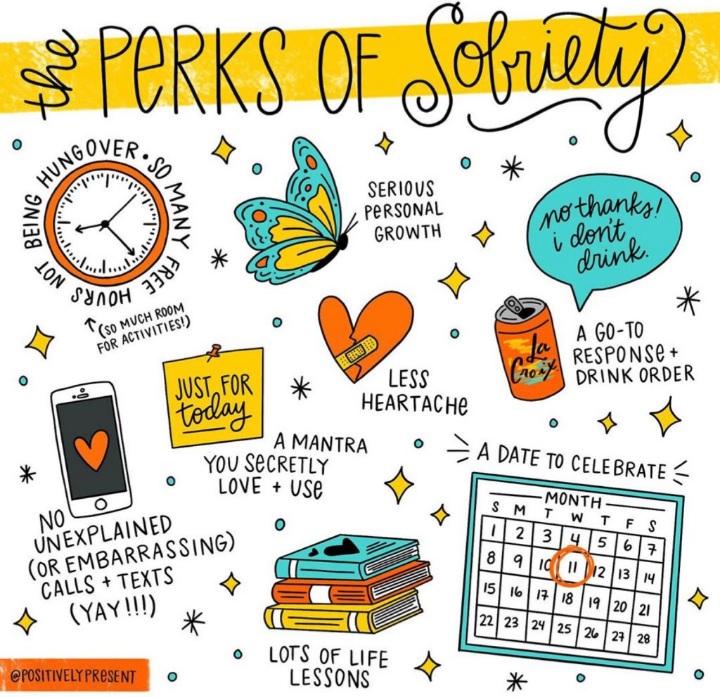 the PERKS OF Sobriety
SO MANY FREE HOURS NOT BEING HUNGOVER •
(SO MUCH ROOM
FOR ACTIVITIES!)
SERIOUS
PERSONAL
GROWTH
no thanks!
i don't
drink.
La
Croix
A GO-TO
RESPONSE +
DRINK ORDER
LESS
HEARTACHE
JUST FOR
today
A MANTRA
YOU SECRETLY
LOVE + USE
NO
UNEXPLAINED
(OR EMBARRASSING)
CALLS + TEXTS
(YAY!!!)
LOTS OF LIFE
LESSONS
A DATE TO CELEBRATE
MONTH
S M T W T F S
1 2 3 4 5 6 7
8 9 10 11 12 13 14
15 16 17 18 19 20 21
22 23 24 25 26 27 28
@POSITIVELYPRESENT